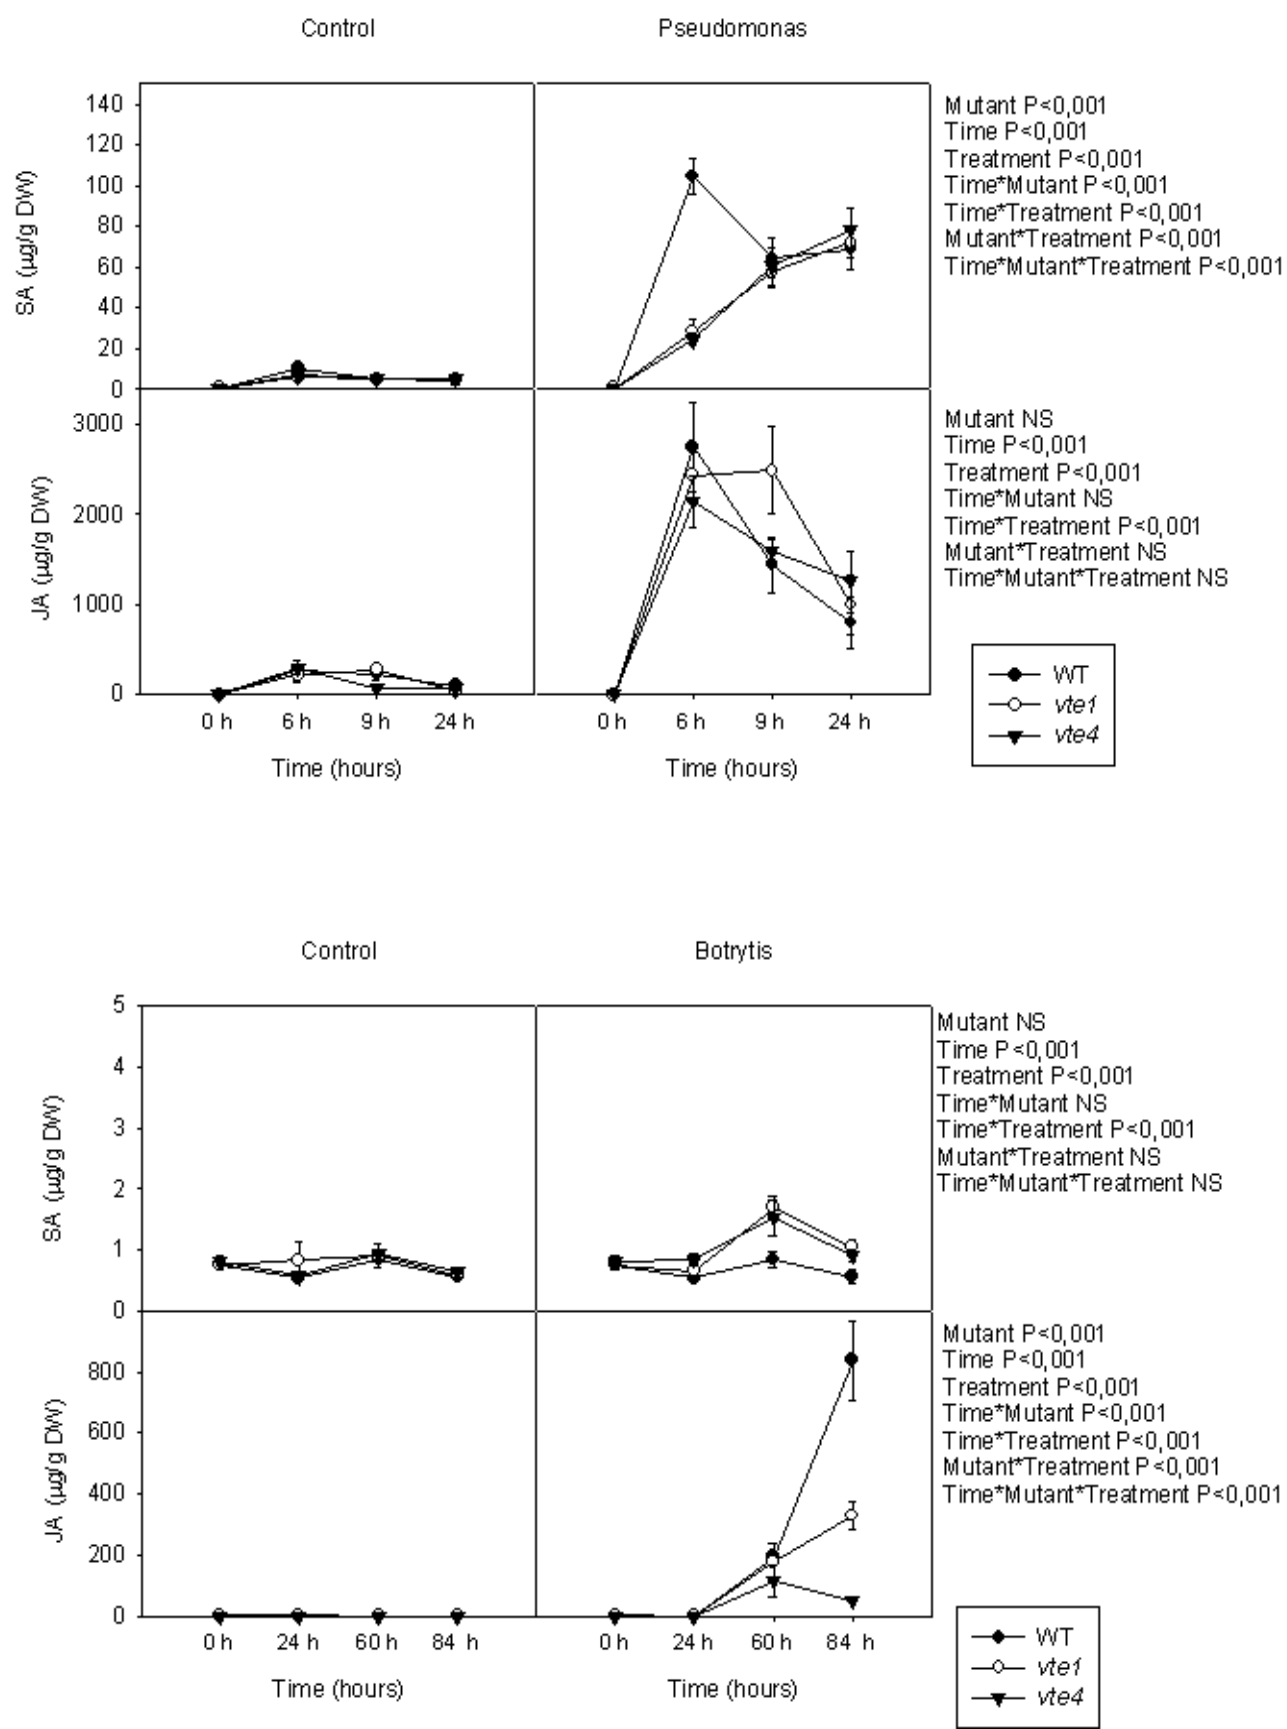 Control
Pseudomonas
140
120
100
80
60
40
20
0
SA (µg/g DW)
Mutant P<0,001
Time P<0,001
Treatment P<0,001
Time*Mutant P<0,001
Time*Treatment P<0,001
Mutant*Treatment P<0,001
Time*Mutant*Treatment P<0,001
3000
2000
1000
0
JA (µg/g DW)
Mutant NS
Time P<0,001
Treatment P<0,001
Time*Mutant NS
Time*Treatment P<0,001
Mutant*Treatment NS
Time*Mutant*Treatment NS
0 h 6 h 9 h 24 h
0 h 6 h 9 h 24 h
Time (hours)
Time (hours)
WT
vte1
vte4
Control
Botrytis
5
4
3
2
1
0
SA (µg/g DW)
Mutant NS
Time P<0,001
Treatment P<0,001
Time*Mutant NS
Time*Treatment P<0,001
Mutant*Treatment NS
Time*Mutant*Treatment NS
800
600
400
200
0
JA (µg/g DW)
Mutant P<0,001
Time P<0,001
Treatment P<0,001
Time*Mutant P<0,001
Time*Treatment P<0,001
Mutant*Treatment P<0,001
Time*Mutant*Treatment P<0,001
0 h 24 h 60 h 84 h
0 h 24 h 60 h 84 h
Time (hours)
Time (hours)
WT
vte1
vte4